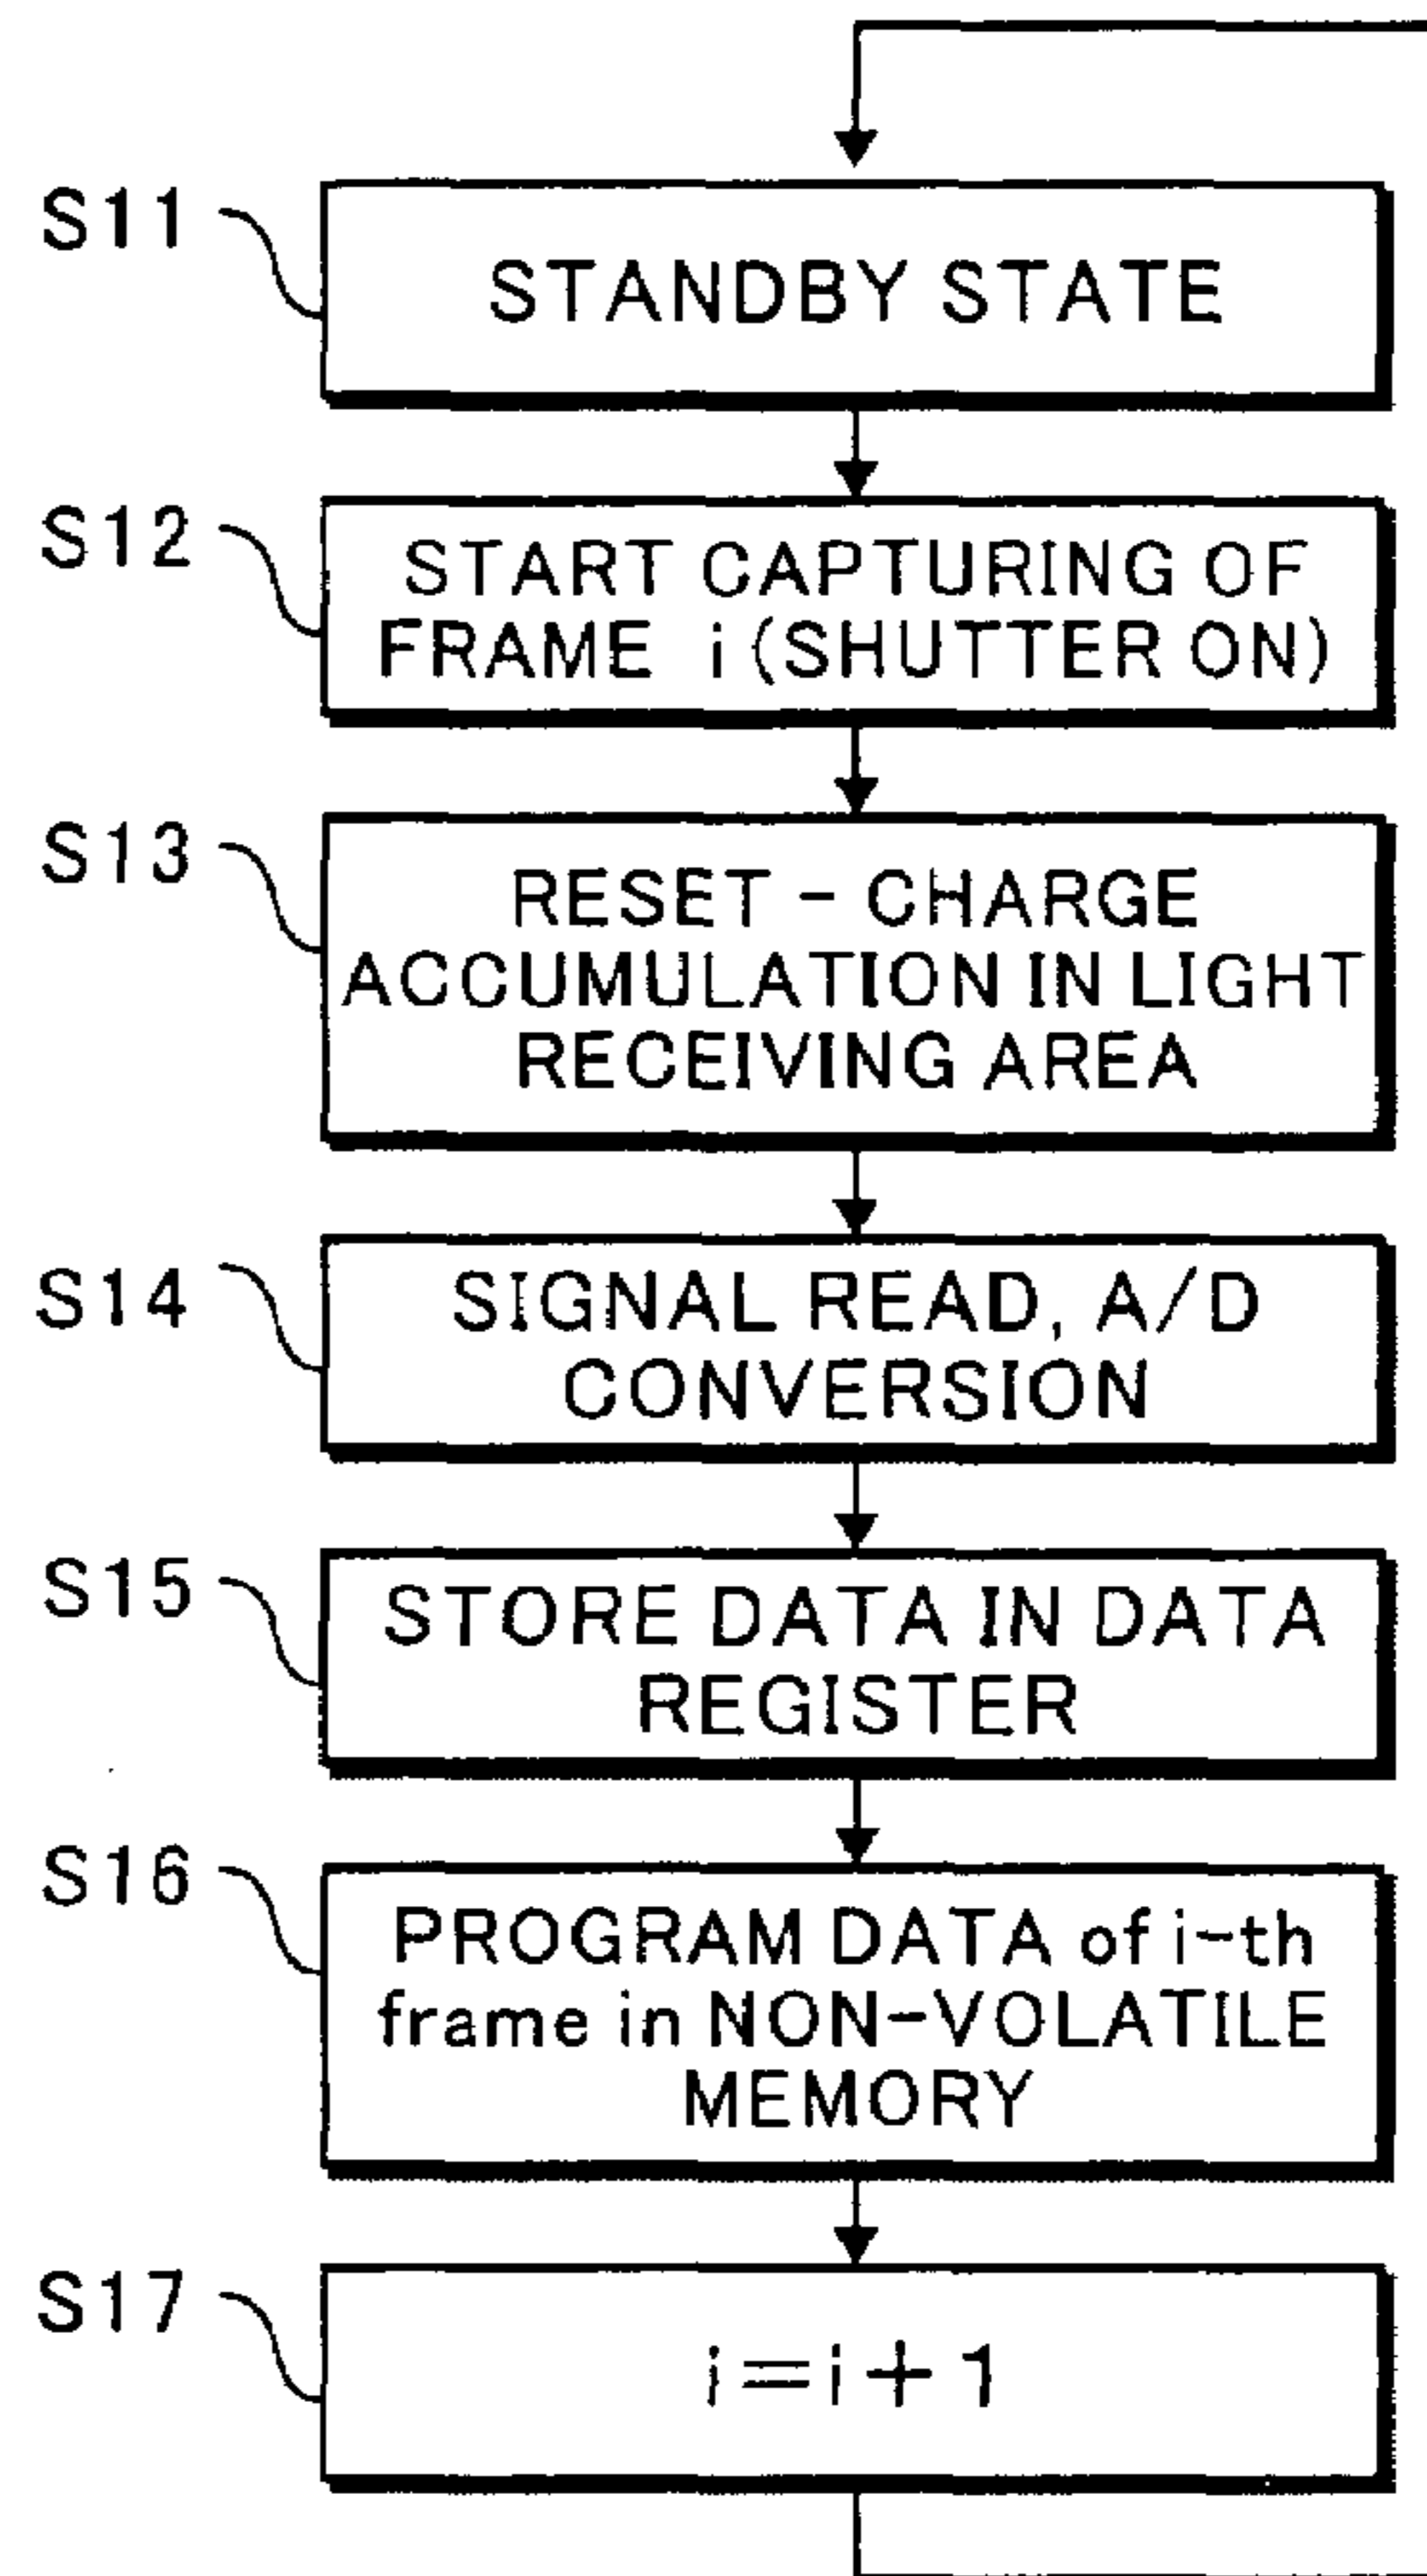 S11
STANDBY STATE
S12
START CAPTURING OF
FRAME i (SHUTTER ON)
S13
RESET - CHARGE
ACCUMULATION IN LIGHT
RECEIVING AREA
S14
SIGNAL READ, A/D
CONVERSION
S15
STORE DATA IN DATA
REGISTER
S16
PROGRAM DATA of i-th
frame in NON-VOLATILE
MEMORY
S17
i=i+1